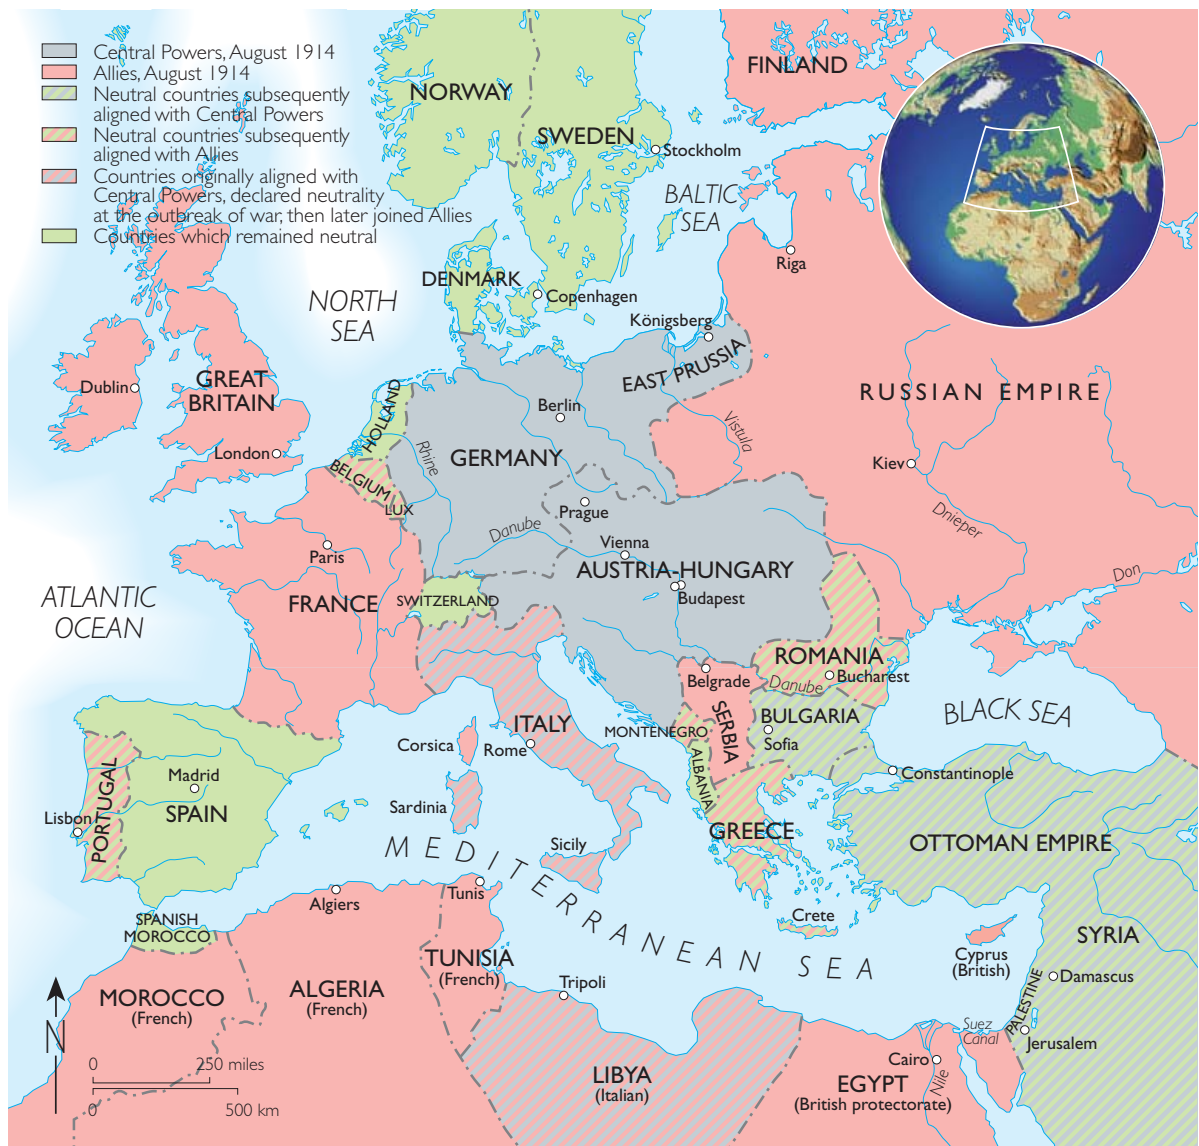 Central Powers, August 1914
Allies, August 1914
Neutral countries subsequently
aligned with Central Powers
Neutral countries subsequently
aligned with Allies
Countries originally aligned with
Central Powers, declared neutrality
at the outbreak of war, then later joined Allies
Countries which remained neutral
NORWAY
SWEDEN
FINLAND
Stockholm
BALTIC
SEA
Riga
DENMARK
Copenhagen
NORTH
SEA
Königsberg
EAST PRUSSIA
Dublin
GREAT
BRITAIN
London
HOLLAND
Berlin
RUSSIAN EMPIRE
Vistula
Rhine
GERMANY
BELGIUM
LUX
Kiev
Dnieper
Prague
Danube
Vienna
Paris
AUSTRIA-HUNGARY
Budapest
Don
ATLANTIC
OCEAN
FRANCE
SWITZERLAND
ROMANIA
Bucharest
Belgrade
Danube
SERBIA
BULGARIA
Sofia
BLACK SEA
MONTENEGRO
ALBANIA
ITALY
Corsica
Rome
Constantinople
Madrid
SPAIN
PORTUGAL
Lisbon
Sardinia
GREECE
OTTOMAN EMPIRE
Sicily
MEDITERRANEAN SEA
Algiers
Tunis
SPANISH
MOROCCO
Crete
Cyprus
(British)
SYRIA
Damascus
TUNISIA
(French)
Tripoli
MOROCCO
(French)
ALGERIA
(French)
PALESTINE
Jerusalem
Suez
Canal
Cairo
Nile
LIBYA
(Italian)
EGYPT
(British protectorate)
N
0 250 miles
0 500 km